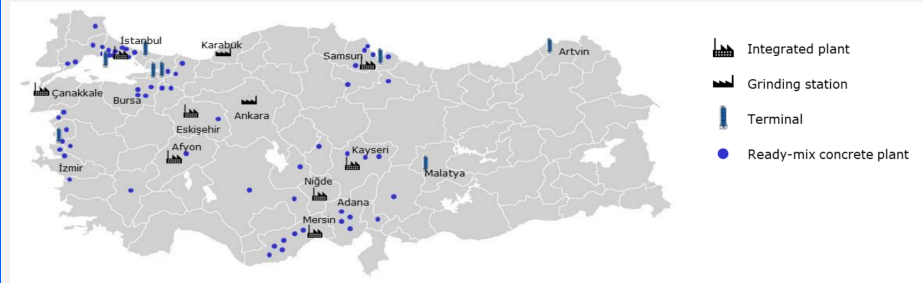 İstanbul
Karabük
Samsun
Artvin
Çanakkale
Bursa
Ankara
Eskişehir
Afyon
Kayseri
İzmir
Malatya
Niğde
Adana
Mersin
Integrated plant
Grinding station
Terminal
Ready-mix concrete plant